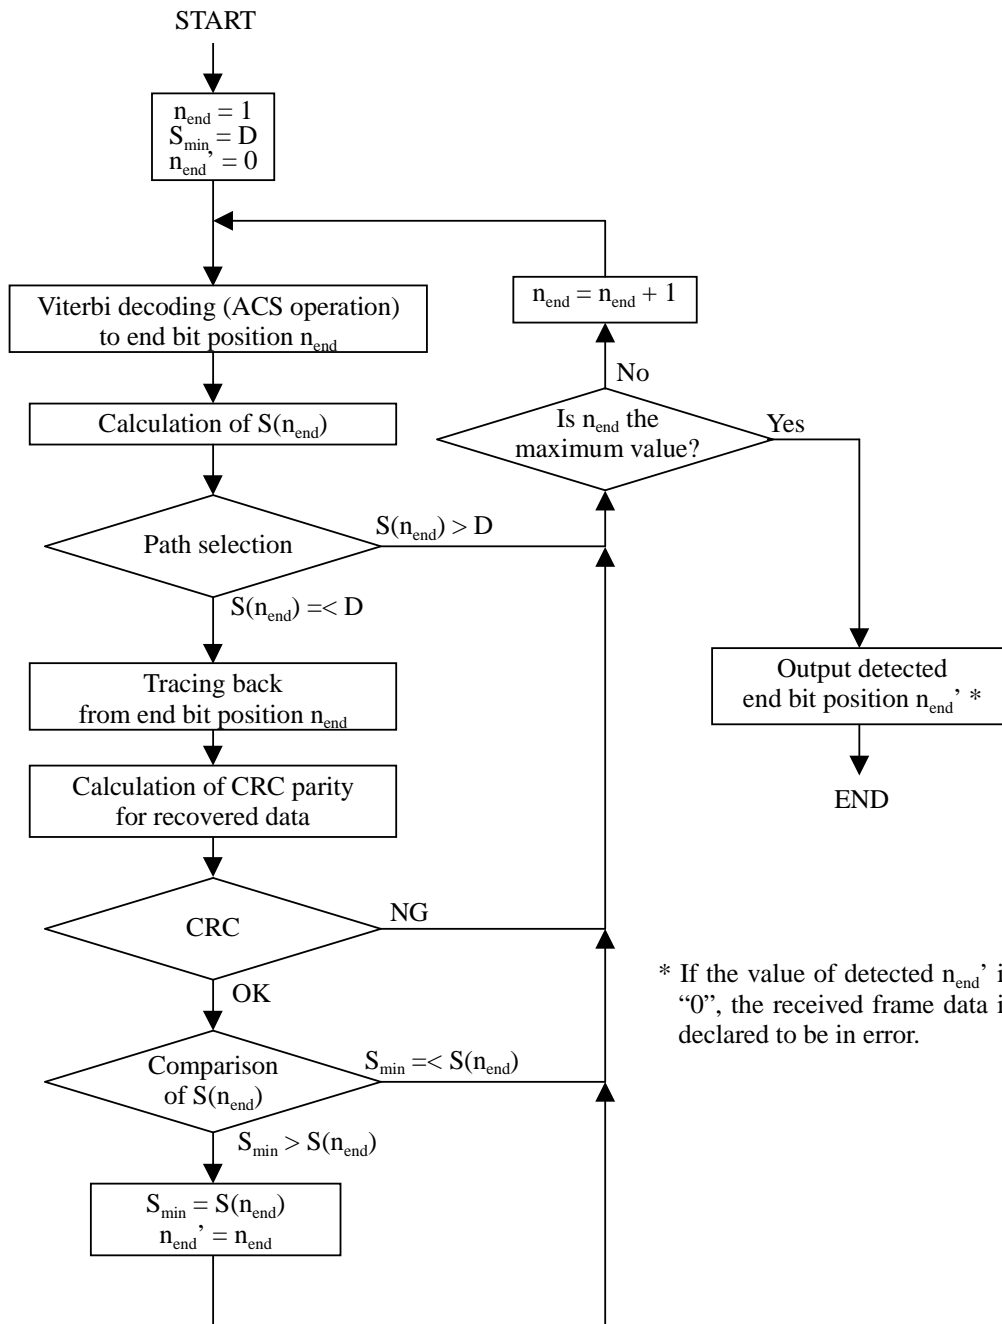 START
n_end = 1
S_min = D
n_end’ = 0
Viterbi decoding (ACS operation)
to end bit position n_end
n_end = n_end + 1
No
Calculation of S(n_end)
Is n_end the
maximum value?
Yes
Path selection
S(n_end) > D
S(n_end) =< D
Tracing back
from end bit position n_end
Output detected
end bit position n_end’ *
Calculation of CRC parity
for recovered data
END
CRC
NG
OK
* If the value of detected n_end’ i
“0”, the received frame data i
declared to be in error.
Comparison
of S(n_end)
S_min =< S(n_end)
S_min > S(n_end)
S_min = S(n_end)
n_end’ = n_end